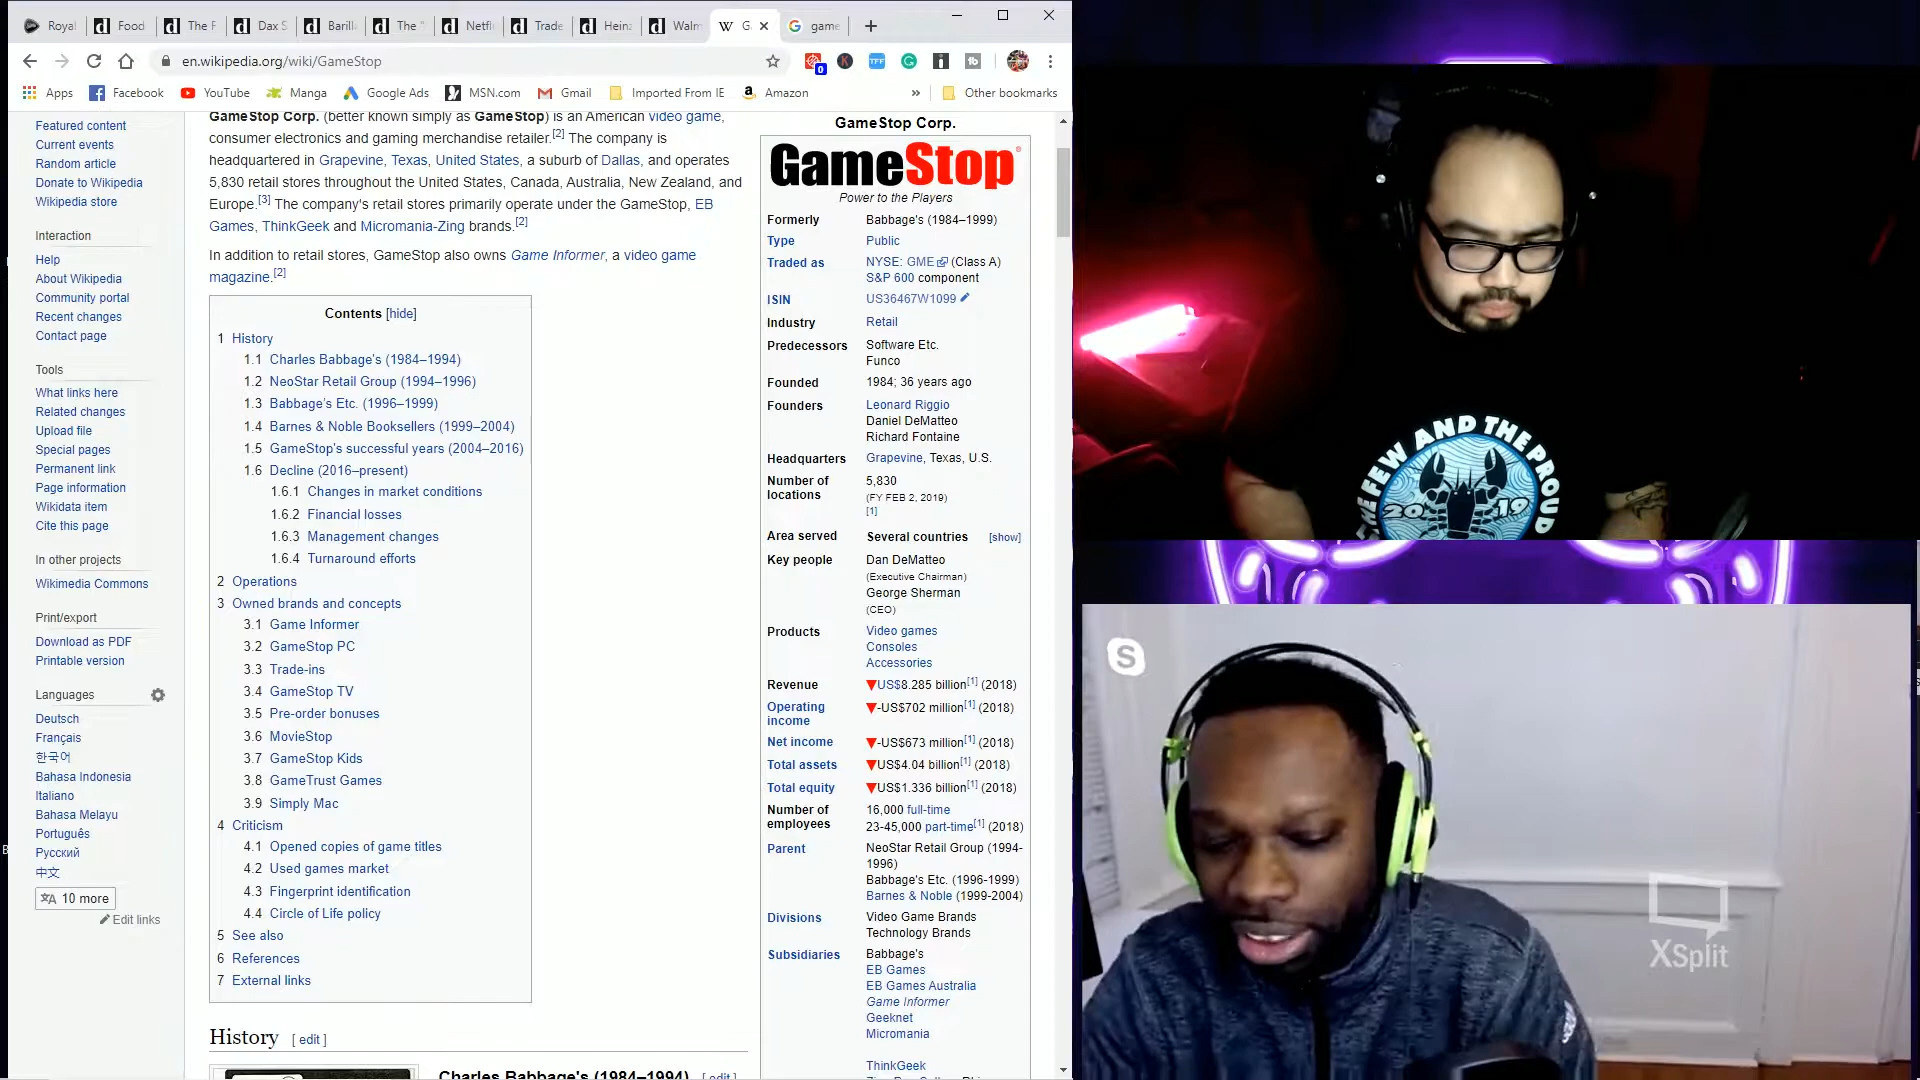 Royal
Food
The F
Dax S
Barill
The "
Netfli
Trade
Heinz
Walm
G
game
en.wikipedia.org/wiki/GameStop
0
TFF
Apps
Facebook
YouTube
Manga
Google Ads
MSN.com
Gmail
Imported From IE
Amazon
»
Other bookmarks
Featured content
Current events
Random article
Donate to Wikipedia
Wikipedia store
Interaction
Help
About Wikipedia
Community portal
Recent changes
Contact page
Tools
What links here
Related changes
Upload file
Special pages
Permanent link
Page information
Wikidata item
Cite this page
In other projects
Wikimedia Commons
Print/export
Download as PDF
Printable version
Languages
Deutsch
Français
한국어
Bahasa Indonesia
Italiano
Bahasa Melayu
Português
Русский
中文
10 more
Edit links
GameStop Corp. (better known simply as GameStop) is an American video game,
consumer electronics and gaming merchandise retailer.[2] The company is
headquartered in Grapevine, Texas, United States, a suburb of Dallas, and operates
5,830 retail stores throughout the United States, Canada, Australia, New Zealand, and
Europe.[3] The company's retail stores primarily operate under the GameStop, EB
Games, ThinkGeek and Micromania-Zing brands.[2]
In addition to retail stores, GameStop also owns Game Informer, a video game
magazine.[2]
Contents [hide]
1 History
1.1 Charles Babbage's (1984–1994)
1.2 NeoStar Retail Group (1994–1996)
1.3 Babbage's Etc. (1996–1999)
1.4 Barnes & Noble Booksellers (1999–2004)
1.5 GameStop's successful years (2004–2016)
1.6 Decline (2016–present)
1.6.1 Changes in market conditions
1.6.2 Financial losses
1.6.3 Management changes
1.6.4 Turnaround efforts
2 Operations
3 Owned brands and concepts
3.1 Game Informer
3.2 GameStop PC
3.3 Trade-ins
3.4 GameStop TV
3.5 Pre-order bonuses
3.6 MovieStop
3.7 GameStop Kids
3.8 GameTrust Games
3.9 Simply Mac
4 Criticism
4.1 Opened copies of game titles
4.2 Used games market
4.3 Fingerprint identification
4.4 Circle of Life policy
5 See also
6 References
7 External links
History [ edit ]
Charles Babbage's (1984–1994) [ edit ]
GameStop Corp.
GameStop
Power to the Players
Formerly Babbage's (1984–1999)
Type Public
Traded as NYSE: GME (Class A)
S&P 600 component
ISIN US36467W1099
Industry Retail
Predecessors Software Etc.
Funco
Founded 1984; 36 years ago
Founders Leonard Riggio
Daniel DeMatteo
Richard Fontaine
Headquarters Grapevine, Texas, U.S.
Number of 5,830
locations (FY FEB 2, 2019)
[1]
Area served Several countries [show]
Key people Dan DeMatteo
(Executive Chairman)
George Sherman
(CEO)
Products Video games
Consoles
Accessories
Revenue ▼US$8.285 billion[1] (2018)
Operating ▼-US$702 million[1] (2018)
income
Net income ▼-US$673 million[1] (2018)
Total assets ▼US$4.04 billion[1] (2018)
Total equity ▼US$1.336 billion[1] (2018)
Number of 16,000 full-time
employees 23-45,000 part-time[1] (2018)
Parent NeoStar Retail Group (1994-
1996)
Babbage's Etc. (1996-1999)
Barnes & Noble (1999-2004)
Divisions Video Game Brands
Technology Brands
Subsidiaries Babbage's
EB Games
EB Games Australia
Game Informer
Geeknet
Micromania
ThinkGeek
THE FEW AND THE PROUD
2019
S
XSplit